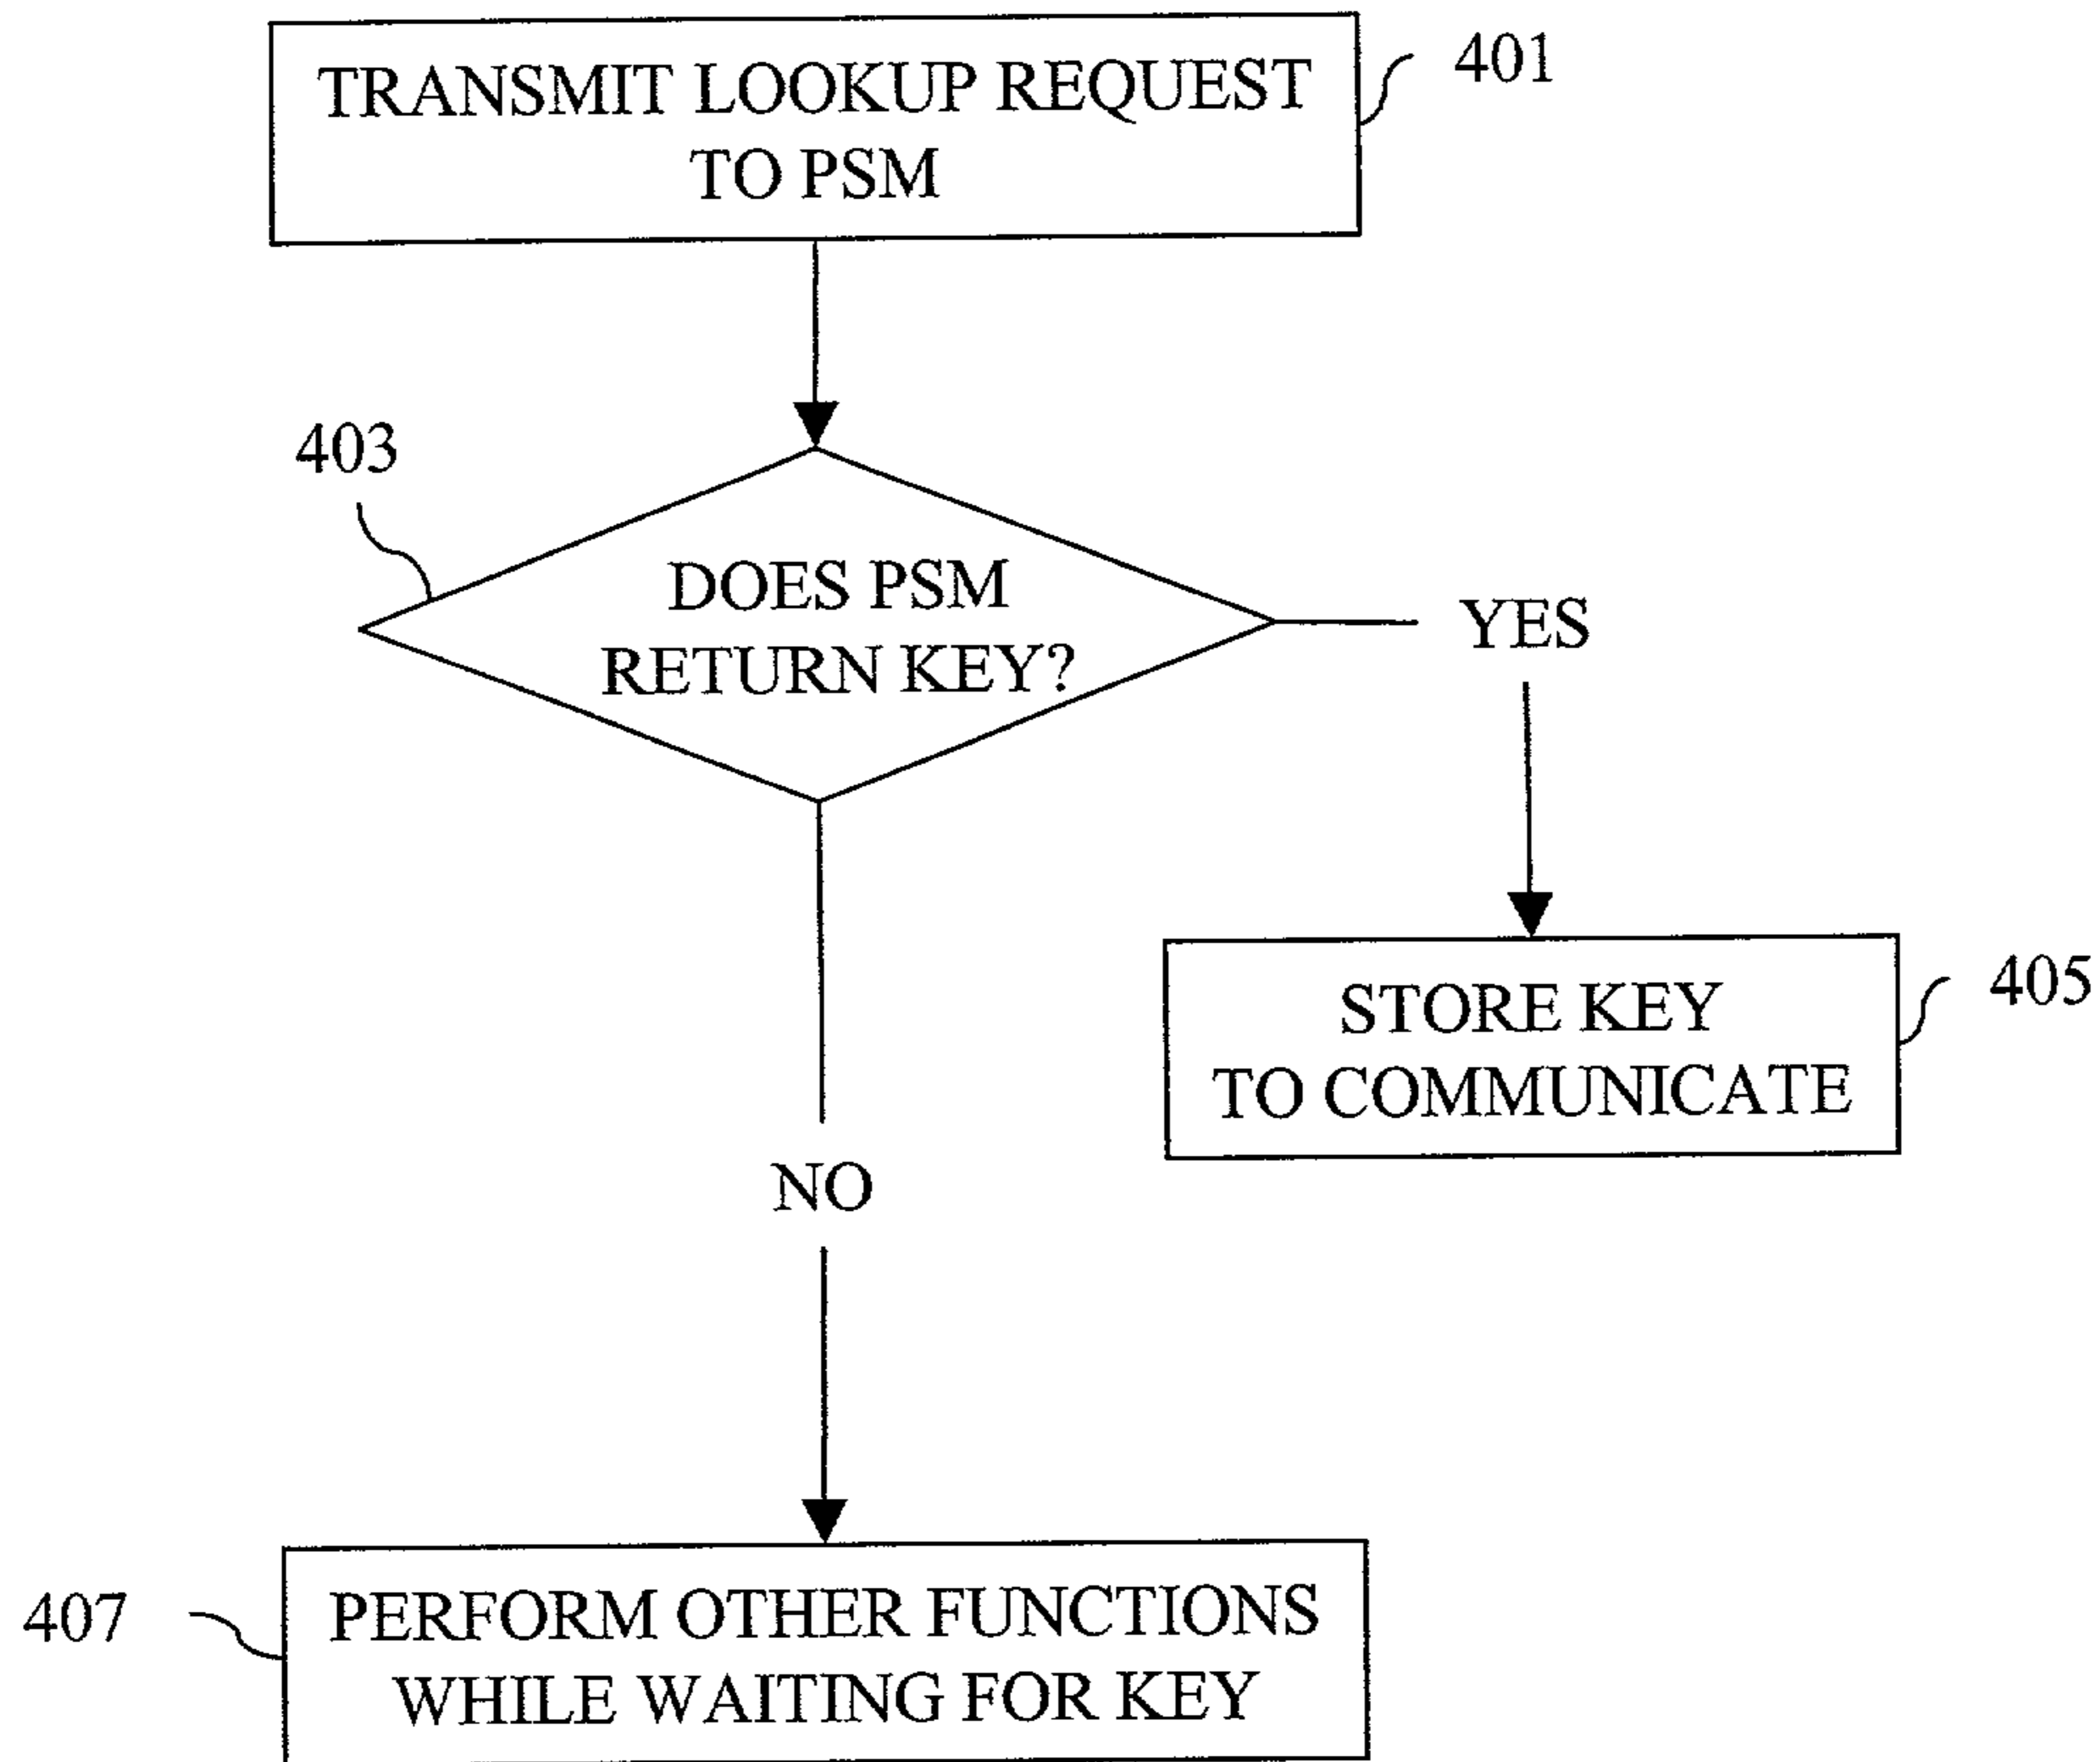 TRANSMIT LOOKUP REQUEST
TO PSM
401
403
DOES PSM
RETURN KEY?
YES
STORE KEY
TO COMMUNICATE
405
NO
407
PERFORM OTHER FUNCTIONS
WHILE WAITING FOR KEY